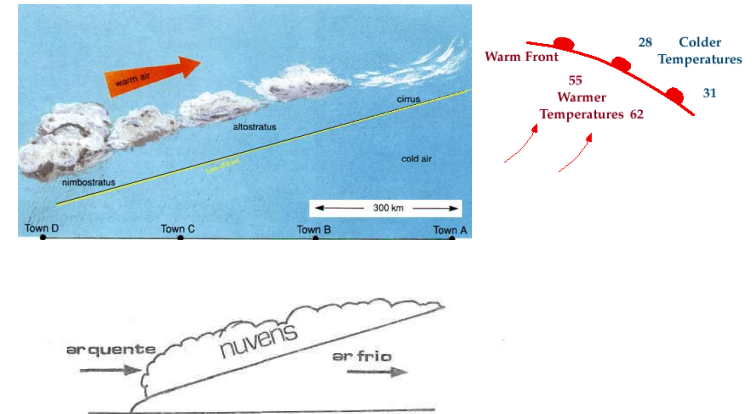 warm air
cirrus
altostratus
cold air
nimbostratus
300 km
Town D
Town C
Town B
Town A
Warm Front
28
Colder
Temperatures
31
55
Warmer
Temperatures 62
ar quente
nuvens
ar frio